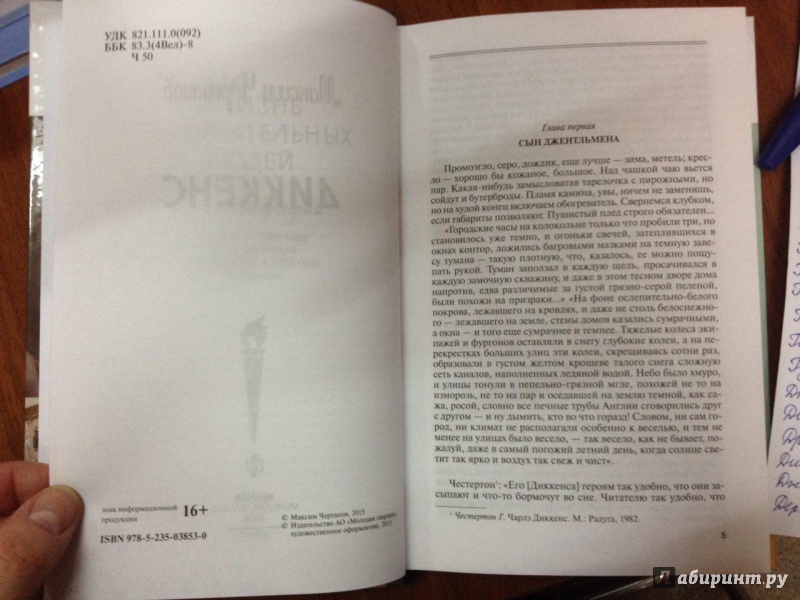 УДК 821.111.0(092)
ББК 83.3(4Вел)-8
Ч 50
знак информационной
продукции 16+
ISBN 978-5-235-03853-0
© Максим Чертанов, 2015
© Издательство АО «Молодая гвардия»,
художественное оформление, 2015
Глава первая
СЫН ДЖЕНТЛЬМЕНА
Промозгло, серо, дождик, еще лучше — зима, метель; крес-
ло — хорошо бы кожаное, большое. Над чашкой чаю вьется
пар. Какая-нибудь замысловатая тарелочка с пирожными, но
сойдут и бутерброды. Пламя камина, увы, ничем не заменишь,
но на худой конец включаем обогреватель. Свернемся клубком,
если габариты позволяют. Пушистый плед строго обязателен...
«Городские часы на колокольне только что пробили три, но
становилось уже темно, и огоньки свечей, затеплившихся в
окнах контор, ложились багровыми мазками на темную заве-
су тумана — такую плотную, что, казалось, ее можно пощу-
пать рукой. Туман заползал в каждую щель, просачивался в
каждую замочную скважину, и даже в этом тесном дворе дома
напротив, едва различимые за густой грязно-серой пеленой,
были похожи на призраки...» «На фоне ослепительно-белого
покрова, лежавшего на кровлях, и даже не столь белоснежно-
го — лежавшего на земле, стены домов казались сумрачными,
а окна — и того еще сумрачнее и темнее. Тяжелые колеса эки-
пажей и фургонов оставляли в снегу глубокие колеи, а на пе-
рекрестках больших улиц эти колеи, скрещиваясь сотни раз,
образовали в густом желтом крошеве талого снега сложную
сеть каналов, наполненных ледяной водой. Небо было хмуро,
и улицы тонули в пепельно-грязной мгле, похожей не то на
изморозь, не то на пар и оседавшей на землю темной, как са-
жа, росой, словно все печные трубы Англии сговорились друг
с другом — и ну дымить, кто во что горазд! Словом, ни сам го-
род, ни климат не располагали особенно к веселью, и тем не
менее на улицах было весело, — так весело, как не бывает, по-
жалуй, даже в самый погожий летний день, когда солнце све-
тит так ярко и воздух так свеж и чист».
Честертон¹: «Его [Диккенса] героям так удобно, что они за-
сыпают и что-то бормочут во сне. Читателю так удобно, что
¹ Честертон Г. Чарлз Диккенс. М.: Радуга, 1982.
5
Лабиринт.ру